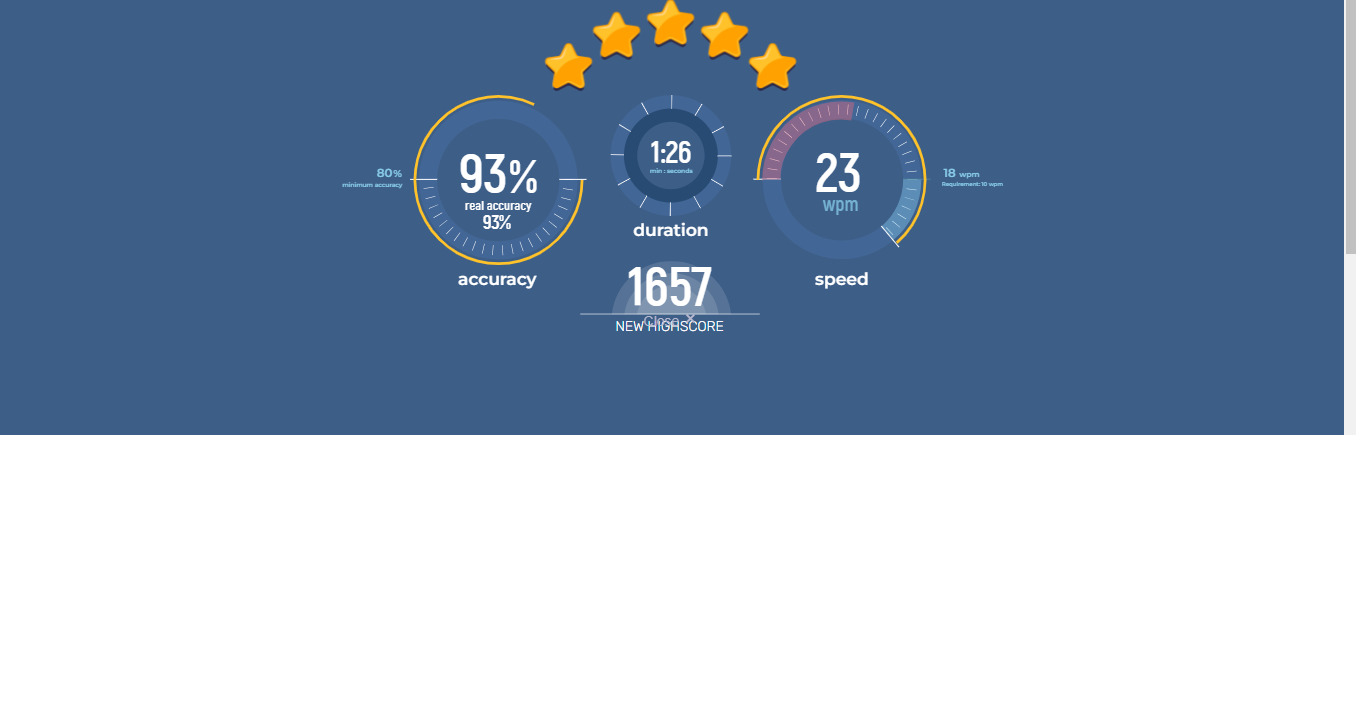 93%
real accuracy
93%
accuracy
80%
minimum accuracy
1:26
min : seconds
duration
23
wpm
speed
18 wpm
Requirement: 10 wpm
1657
Close ✕
NEW HIGHSCORE